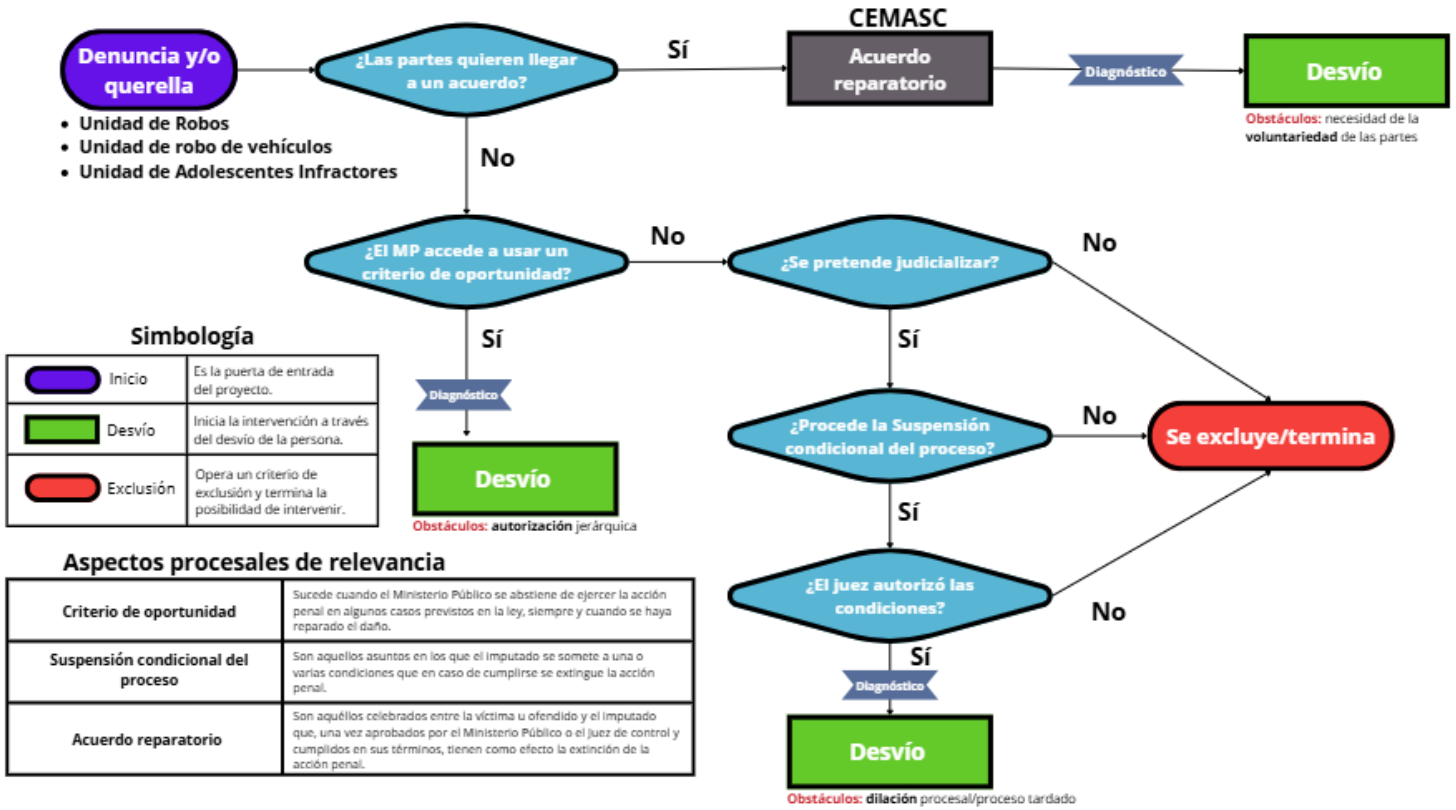 CEMASC
Denuncia y/o
querella
¿Las partes quieren llegar
a un acuerdo?
Sí
Acuerdo
reparatorio
Diagnóstico
Desvío
Obstáculos: necesidad de la
voluntariedad de las partes
• Unidad de Robos
• Unidad de robo de vehículos
• Unidad de Adolescentes Infractores
No
¿El MP accede a usar un
criterio de oportunidad?
No
¿Se pretende judicializar?
No
Sí
Diagnóstico
Desvío
Obstáculos: autorización jerárquica
Sí
¿Procede la Suspensión
condicional del proceso?
No
Se excluye/termina
Sí
¿El juez autorizó las
condiciones?
No
Sí
Diagnóstico
Desvío
Obstáculos: dilación procesal/proceso tardado
Simbología
Inicio
Es la puerta de entrada
del proyecto.
Desvío
Inicia la intervención a través
del desvío de la persona.
Exclusión
Opera un criterio de
exclusión y termina la
posibilidad de intervenir.
Aspectos procesales de relevancia
Criterio de oportunidad
Sucede cuando el Ministerio Público se abstiene de ejercer la acción
penal en algunos casos previstos en la ley, siempre y cuando se haya
reparado el daño.
Suspensión condicional del
proceso
Son aquellos asuntos en los que el imputado se somete a una o
varias condiciones que en caso de cumplirse se extingue la acción
penal.
Acuerdo reparatorio
Son aquéllos celebrados entre la víctima u ofendido y el imputado
que, una vez aprobados por el Ministerio Público o el Juez de control y
cumplidos en sus términos, tienen como efecto la extinción de la
acción penal.